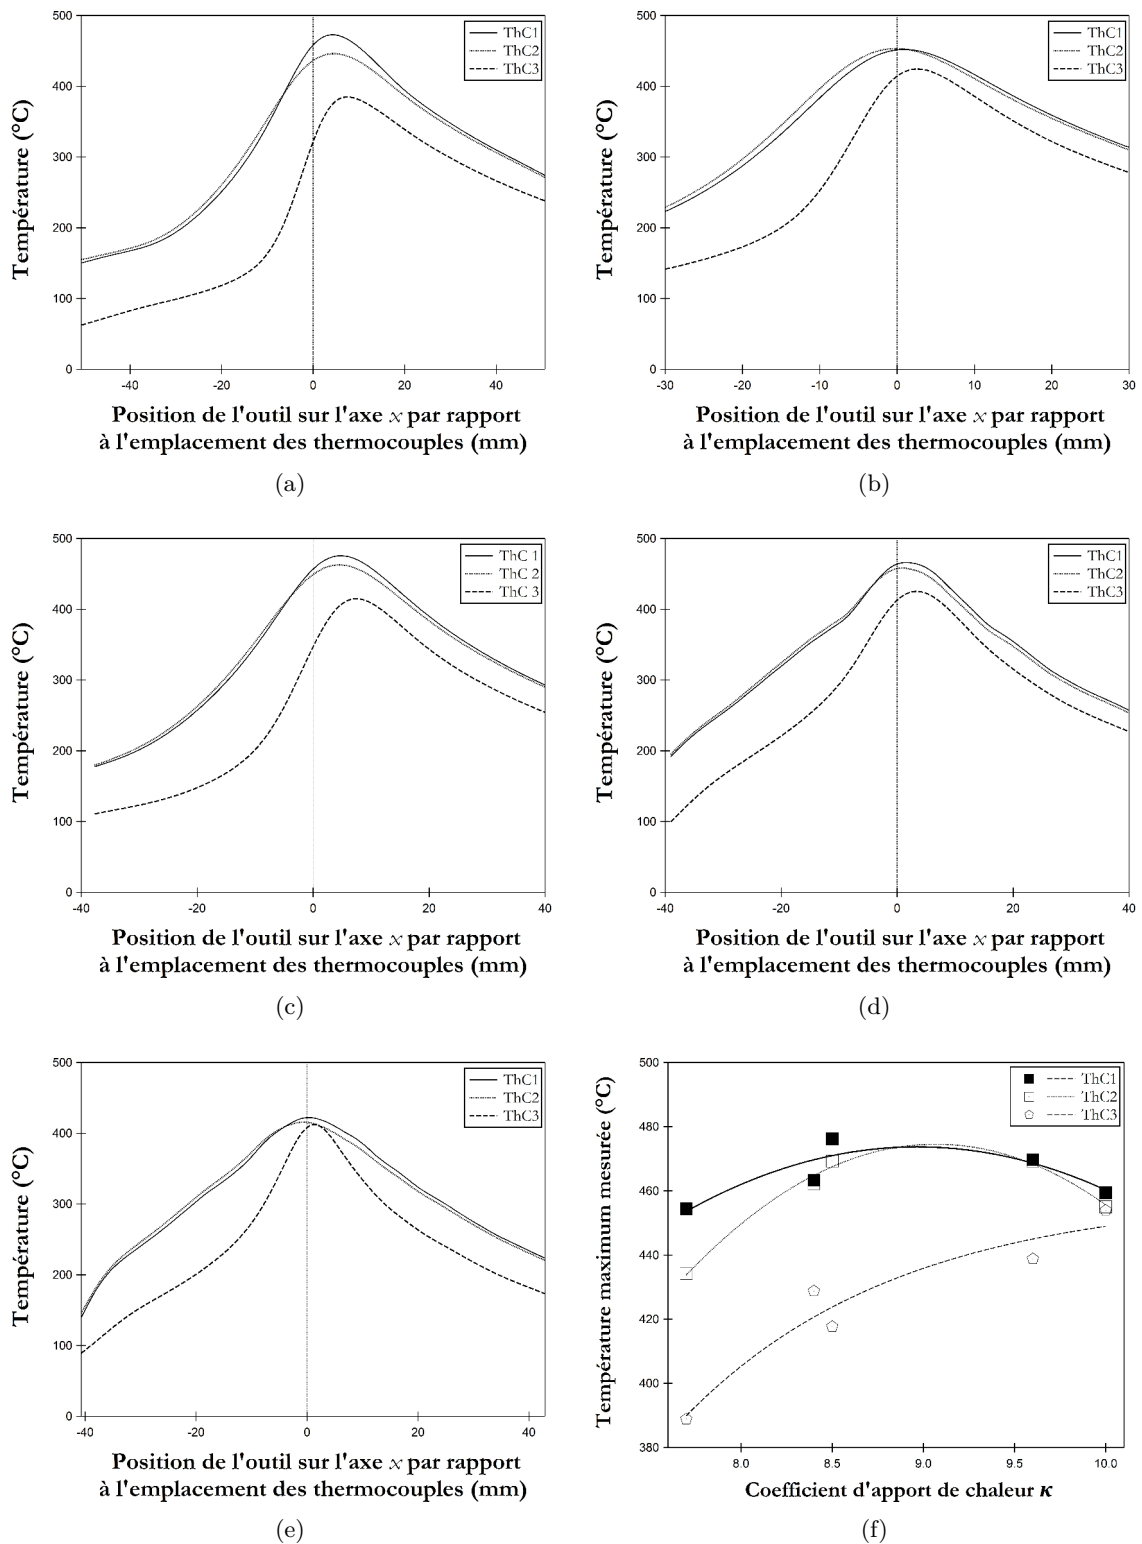 500
400
300
200
100
0
Température (°C)
ThC1
ThC2
ThC3
-40
-20
0
20
40
Position de l'outil sur l'axe x par rapport
à l'emplacement des thermocouples (mm)
(a)
500
400
300
200
100
0
Température (°C)
ThC1
ThC2
ThC3
-30
-20
-10
0
10
20
30
Position de l'outil sur l'axe x par rapport
à l'emplacement des thermocouples (mm)
(b)
500
400
300
200
100
0
Température (°C)
ThC 1
ThC 2
ThC 3
-40
-20
0
20
40
Position de l'outil sur l'axe x par rapport
à l'emplacement des thermocouples (mm)
(c)
500
400
300
200
100
0
Température (°C)
ThC1
ThC2
ThC3
-40
-20
0
20
40
Position de l'outil sur l'axe x par rapport
à l'emplacement des thermocouples (mm)
(d)
500
400
300
200
100
0
Température (°C)
ThC1
ThC2
ThC3
-40
-20
0
20
40
Position de l'outil sur l'axe x par rapport
à l'emplacement des thermocouples (mm)
(e)
500
480
460
440
420
400
380
Température maximum mesurée (°C)
ThC1
ThC2
ThC3
8.0
8.5
9.0
9.5
10.0
Coefficient d'apport de chaleur κ
(f)